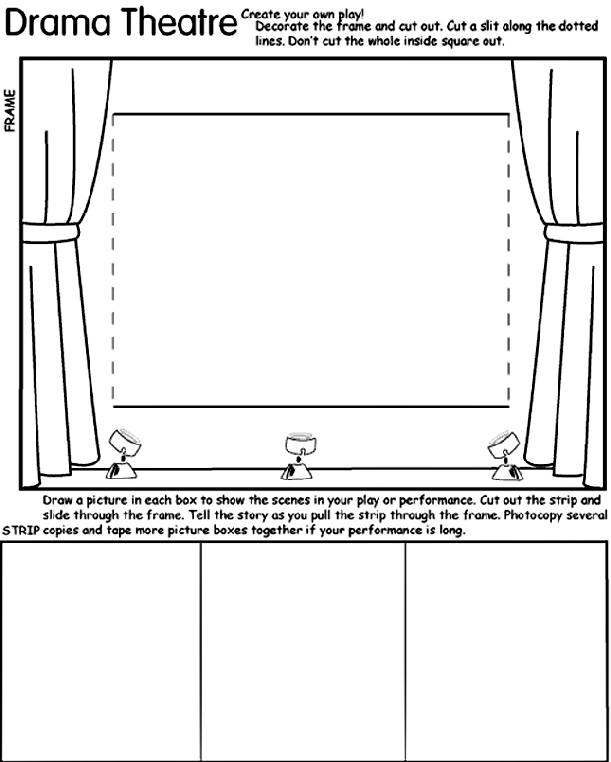 Drama Theatre Create your own play!
Decorate the frame and cut out. Cut a slit along the dotted
lines. Don't cut the whole inside square out.
FRAME
Draw a picture in each box to show the scenes in your play or performance. Cut out the strip and
slide through the frame. Tell the story as you pull the strip through the frame. Photocopy several
STRIP copies and tape more picture boxes together if your performance is long.